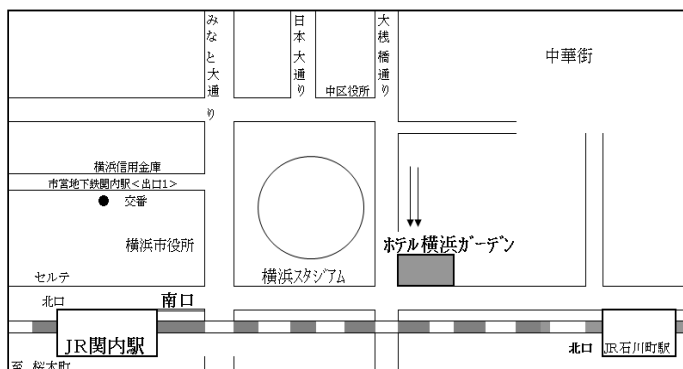 みなと大通り
日本大通り
大桟橋通り
中華街
中区役所
横浜信用金庫
市営地下鉄関内駅<出口1>
交番
横浜市役所
ホテル横浜ガーデン
セルテ
横浜スタジアム
北口
南口
JR関内駅
北口
JR石川町駅
至 桜木町